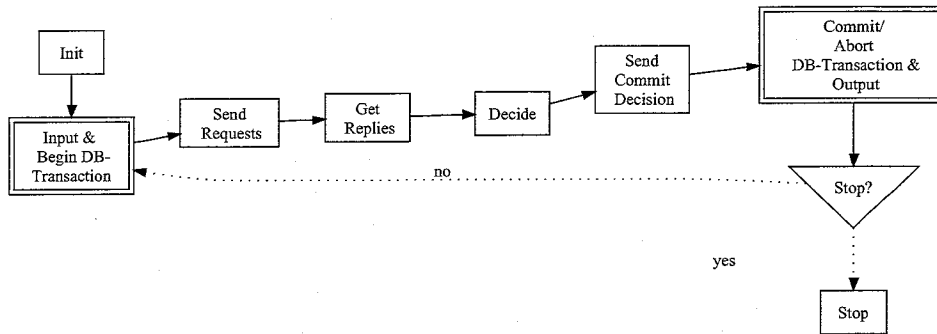 Init
Input &
Begin DB-
Transaction
Send
Requests
Get
Replies
Decide
Send
Commit
Decision
Commit/
Abort
DB-Transaction &
Output
Stop?
no
yes
Stop